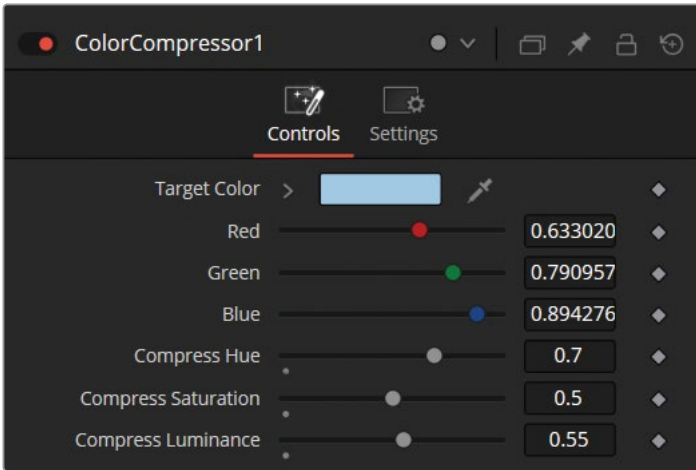 ColorCompressor1
Controls Settings
Target Color
Red 0.633020
Green 0.790957
Blue 0.894276
Compress Hue 0.7
Compress Saturation 0.5
Compress Luminance 0.55